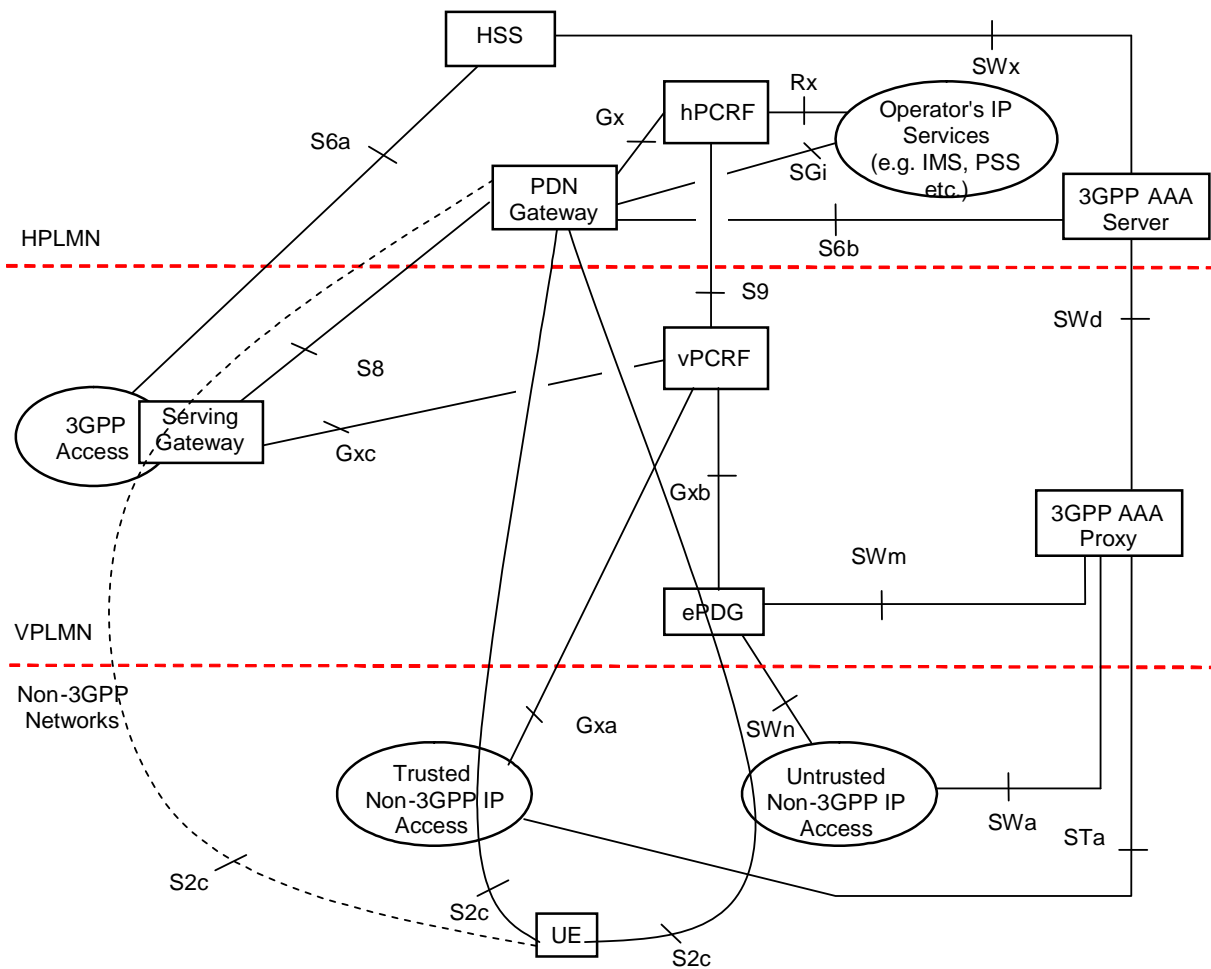 HSS
SWx
Rx
hPCRF
Gx
Operator's IP
Services
(e.g. IMS, PSS
etc.)
S6a
SGi
PDN
Gateway
3GPP AAA
Server
HPLMN
S6b
S9
SWd
vPCRF
S8
3GPP
Access
Serving
Gateway
Gxc
Gxb
3GPP AAA
Proxy
SWm
ePDG
VPLMN
Non-3GPP
Networks
Gxa
SWn
Trusted
Non-3GPP IP
Access
Untrusted
Non-3GPP IP
Access
SWa
STa
S2c
S2c
UE
S2c